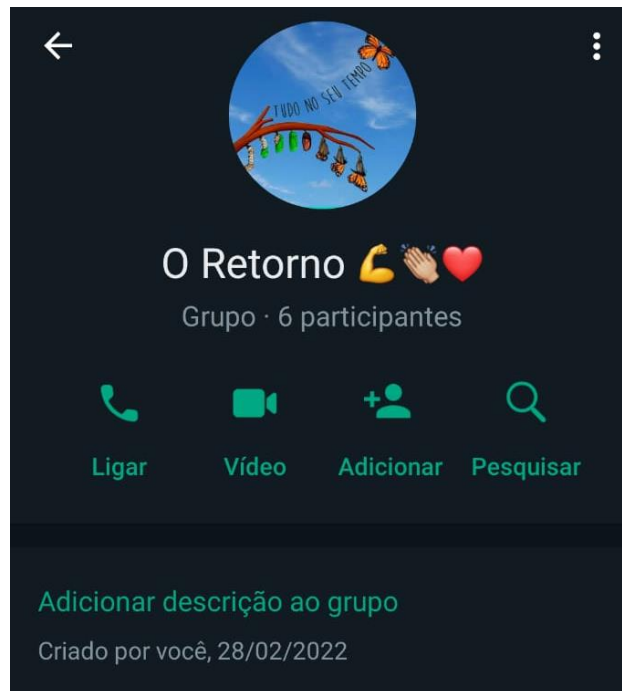 TUDO NO SEU TEMPO
O Retorno 💪👏🏼❤️
Grupo · 6 participantes
Ligar Vídeo Adicionar Pesquisar
Adicionar descrição ao grupo
Criado por você, 28/02/2022